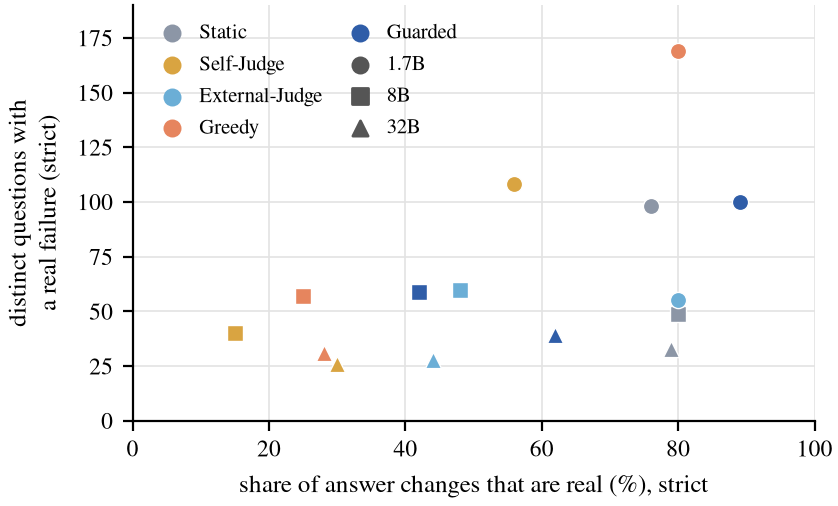 distinct questions with
a real failure (strict)
175
150
125
100
75
50
25
0
Static
Self-Judge
External-Judge
Greedy
Guarded
1.7B
8B
32B
0
20
40
60
80
100
share of answer changes that are real (%), strict